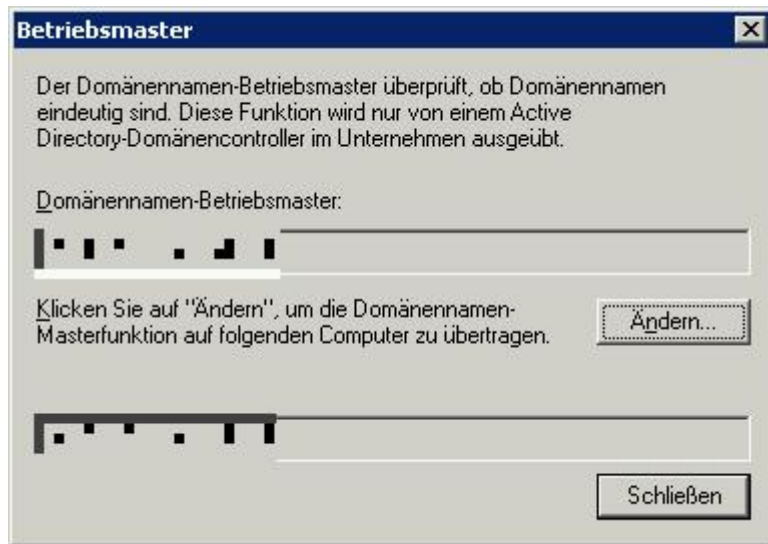 Betriebsmaster
Der Domänennamen-Betriebsmaster überprüft, ob Domänennamen
eindeutig sind. Diese Funktion wird nur von einem Active
Directory-Domänencontroller im Unternehmen ausgeübt.
Domänennamen-Betriebsmaster:
Klicken Sie auf "Ändern", um die Domänennamen-
Masterfunktion auf folgenden Computer zu übertragen.
Ändern...
Schließen